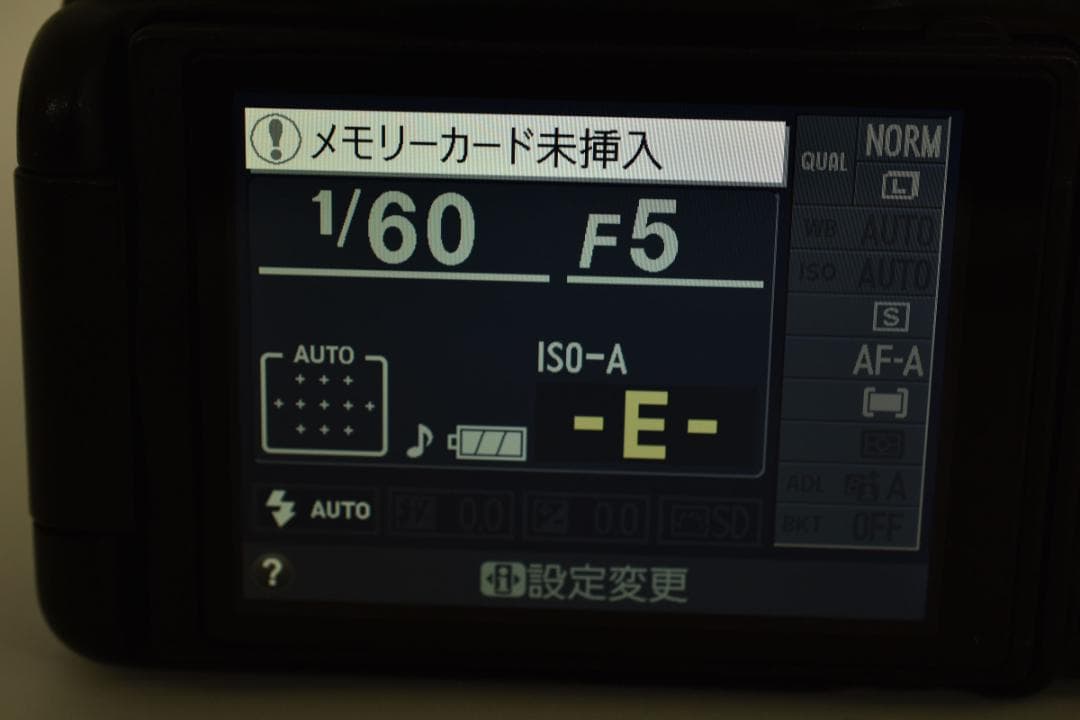 メモリーカード未挿入
1/60 F5
QUAL NORM
L
WB AUTO
ISO AUTO
S
AF-A
ADL A
BKT OFF
AUTO
ISO-A
-E-
AUTO
0.0
0.0
SD
? i設定変更